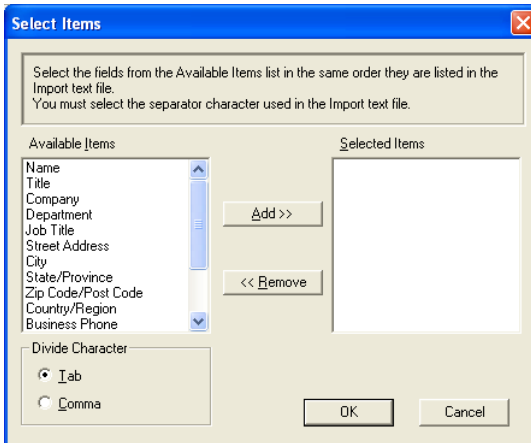 Select Items
Select the fields from the Available Items list in the same order they are listed in the
Import text file.
You must select the separator character used in the Import text file.
Available Items
Selected Items
Name
Title
Company
Department
Job Title
Street Address
City
State/Province
Zip Code/Post Code
Country/Region
Business Phone
Add >>
<< Remove
Divide Character
Tab
Comma
OK
Cancel